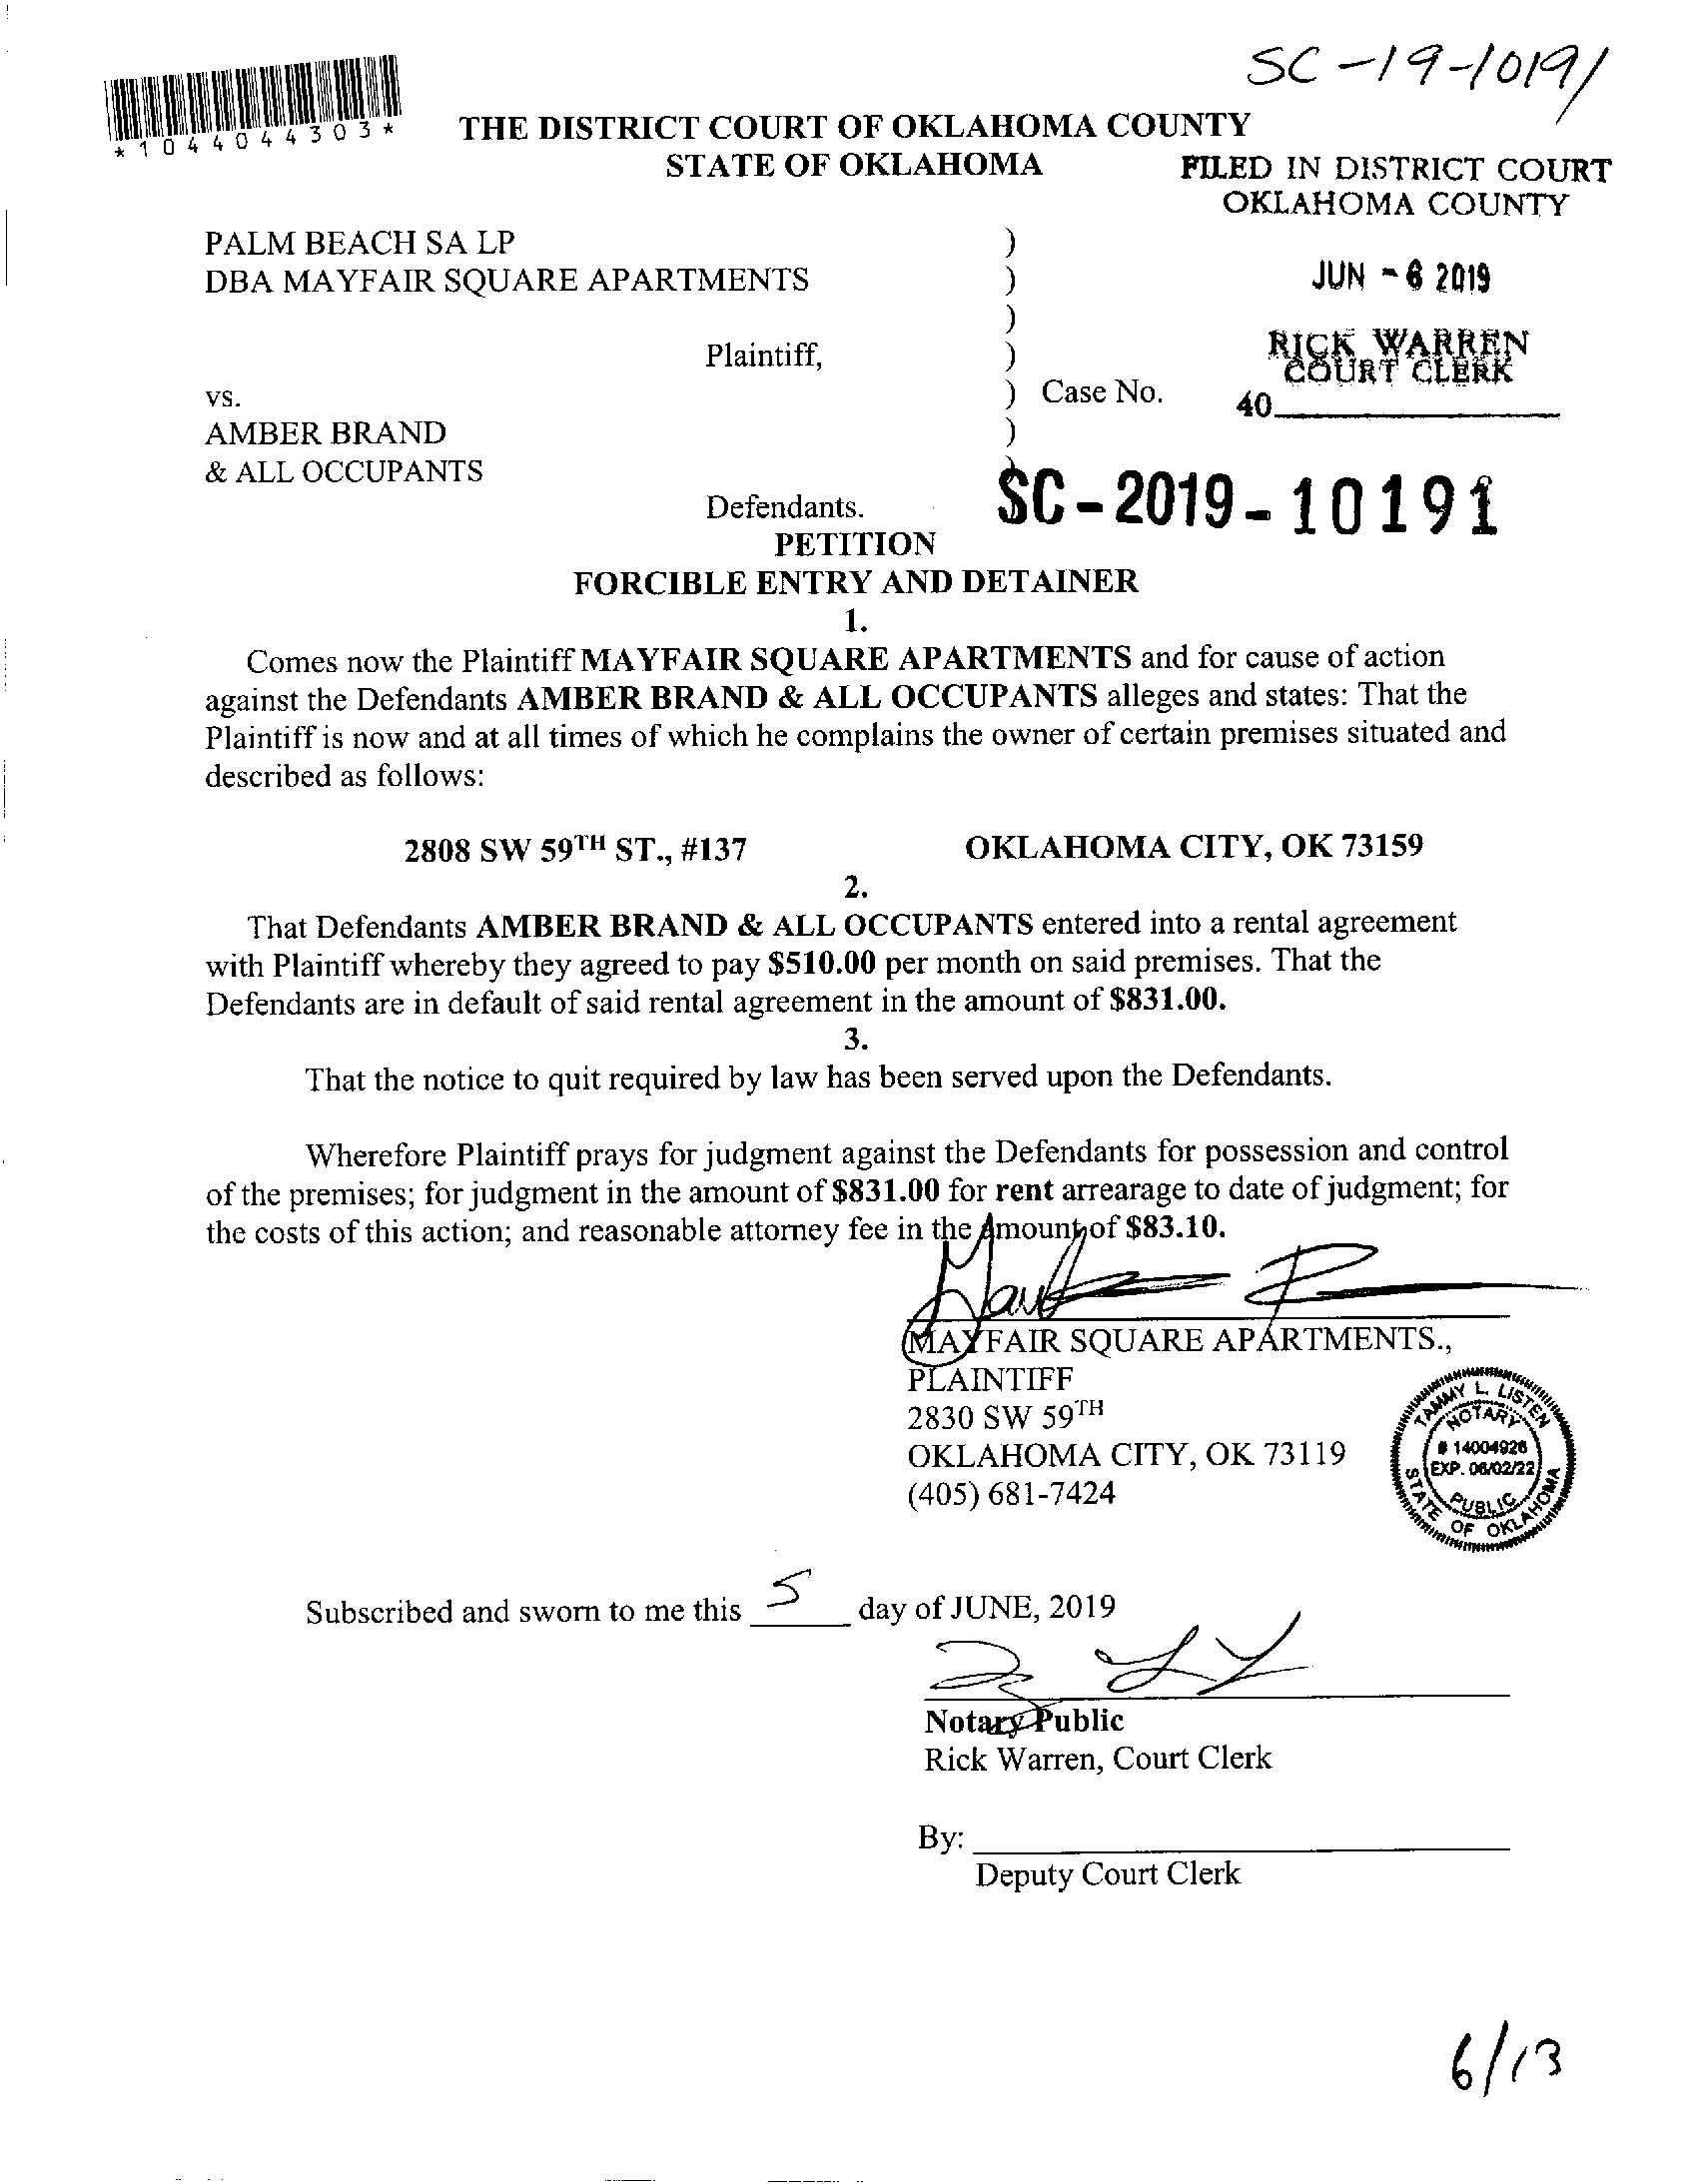 SC-19-10191
*1044044303*
THE DISTRICT COURT OF OKLAHOMA COUNTY
STATE OF OKLAHOMA
FILED IN DISTRICT COURT
OKLAHOMA COUNTY
PALM BEACH SA LP )
DBA MAYFAIR SQUARE APARTMENTS )
JUN - 6 2019
)
Plaintiff, )
RICK WARREN
COURT CLERK
vs. ) Case No.
40
AMBER BRAND )
& ALL OCCUPANTS )
SC-2019-10191
Defendants.
PETITION
FORCIBLE ENTRY AND DETAINER
1.
Comes now the Plaintiff MAYFAIR SQUARE APARTMENTS and for cause of action
against the Defendants AMBER BRAND & ALL OCCUPANTS alleges and states: That the
Plaintiff is now and at all times of which he complains the owner of certain premises situated and
described as follows:
2808 SW 59TH ST., #137 OKLAHOMA CITY, OK 73159
2.
That Defendants AMBER BRAND & ALL OCCUPANTS entered into a rental agreement
with Plaintiff whereby they agreed to pay $510.00 per month on said premises. That the
Defendants are in default of said rental agreement in the amount of $831.00.
3.
That the notice to quit required by law has been served upon the Defendants.
Wherefore Plaintiff prays for judgment against the Defendants for possession and control
of the premises; for judgment in the amount of $831.00 for rent arrearage to date of judgment; for
the costs of this action; and reasonable attorney fee in the amount of $83.10.
MAYFAIR SQUARE APARTMENTS.,
PLAINTIFF
2830 SW 59TH
OKLAHOMA CITY, OK 73119
(405) 681-7424
TAMMY L. LISTEN
NOTARY
# 14004926
EXP. 06/02/22
PUBLIC
STATE OF OKLAHOMA
Subscribed and sworn to me this 5 day of JUNE, 2019
Notary Public
Rick Warren, Court Clerk
By:
Deputy Court Clerk
6/13